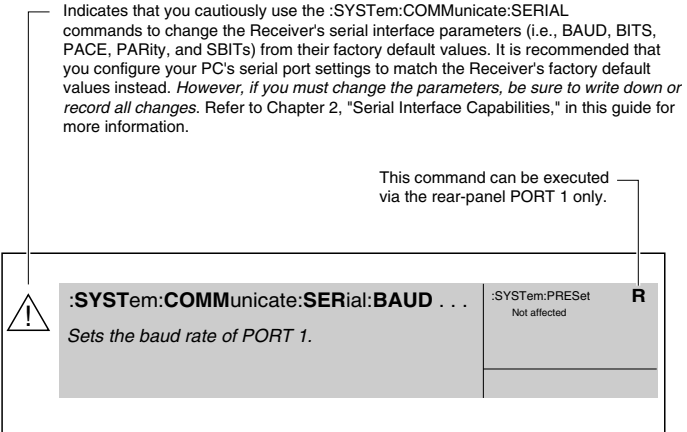 Indicates that you cautiously use the :SYSTem:COMMunicate:SERIAL
commands to change the Receiver's serial interface parameters (i.e., BAUD, BITS,
PACE, PARity, and SBITs) from their factory default values. It is recommended that
you configure your PC's serial port settings to match the Receiver's factory default
values instead. However, if you must change the parameters, be sure to write down or
record all changes. Refer to Chapter 2, "Serial Interface Capabilities," in this guide for
more information.
This command can be executed
via the rear-panel PORT 1 only.
:SYSTem:COMMunicate:SERial:BAUD . . .
Sets the baud rate of PORT 1.
:SYSTem:PRESet
Not affected
R
!